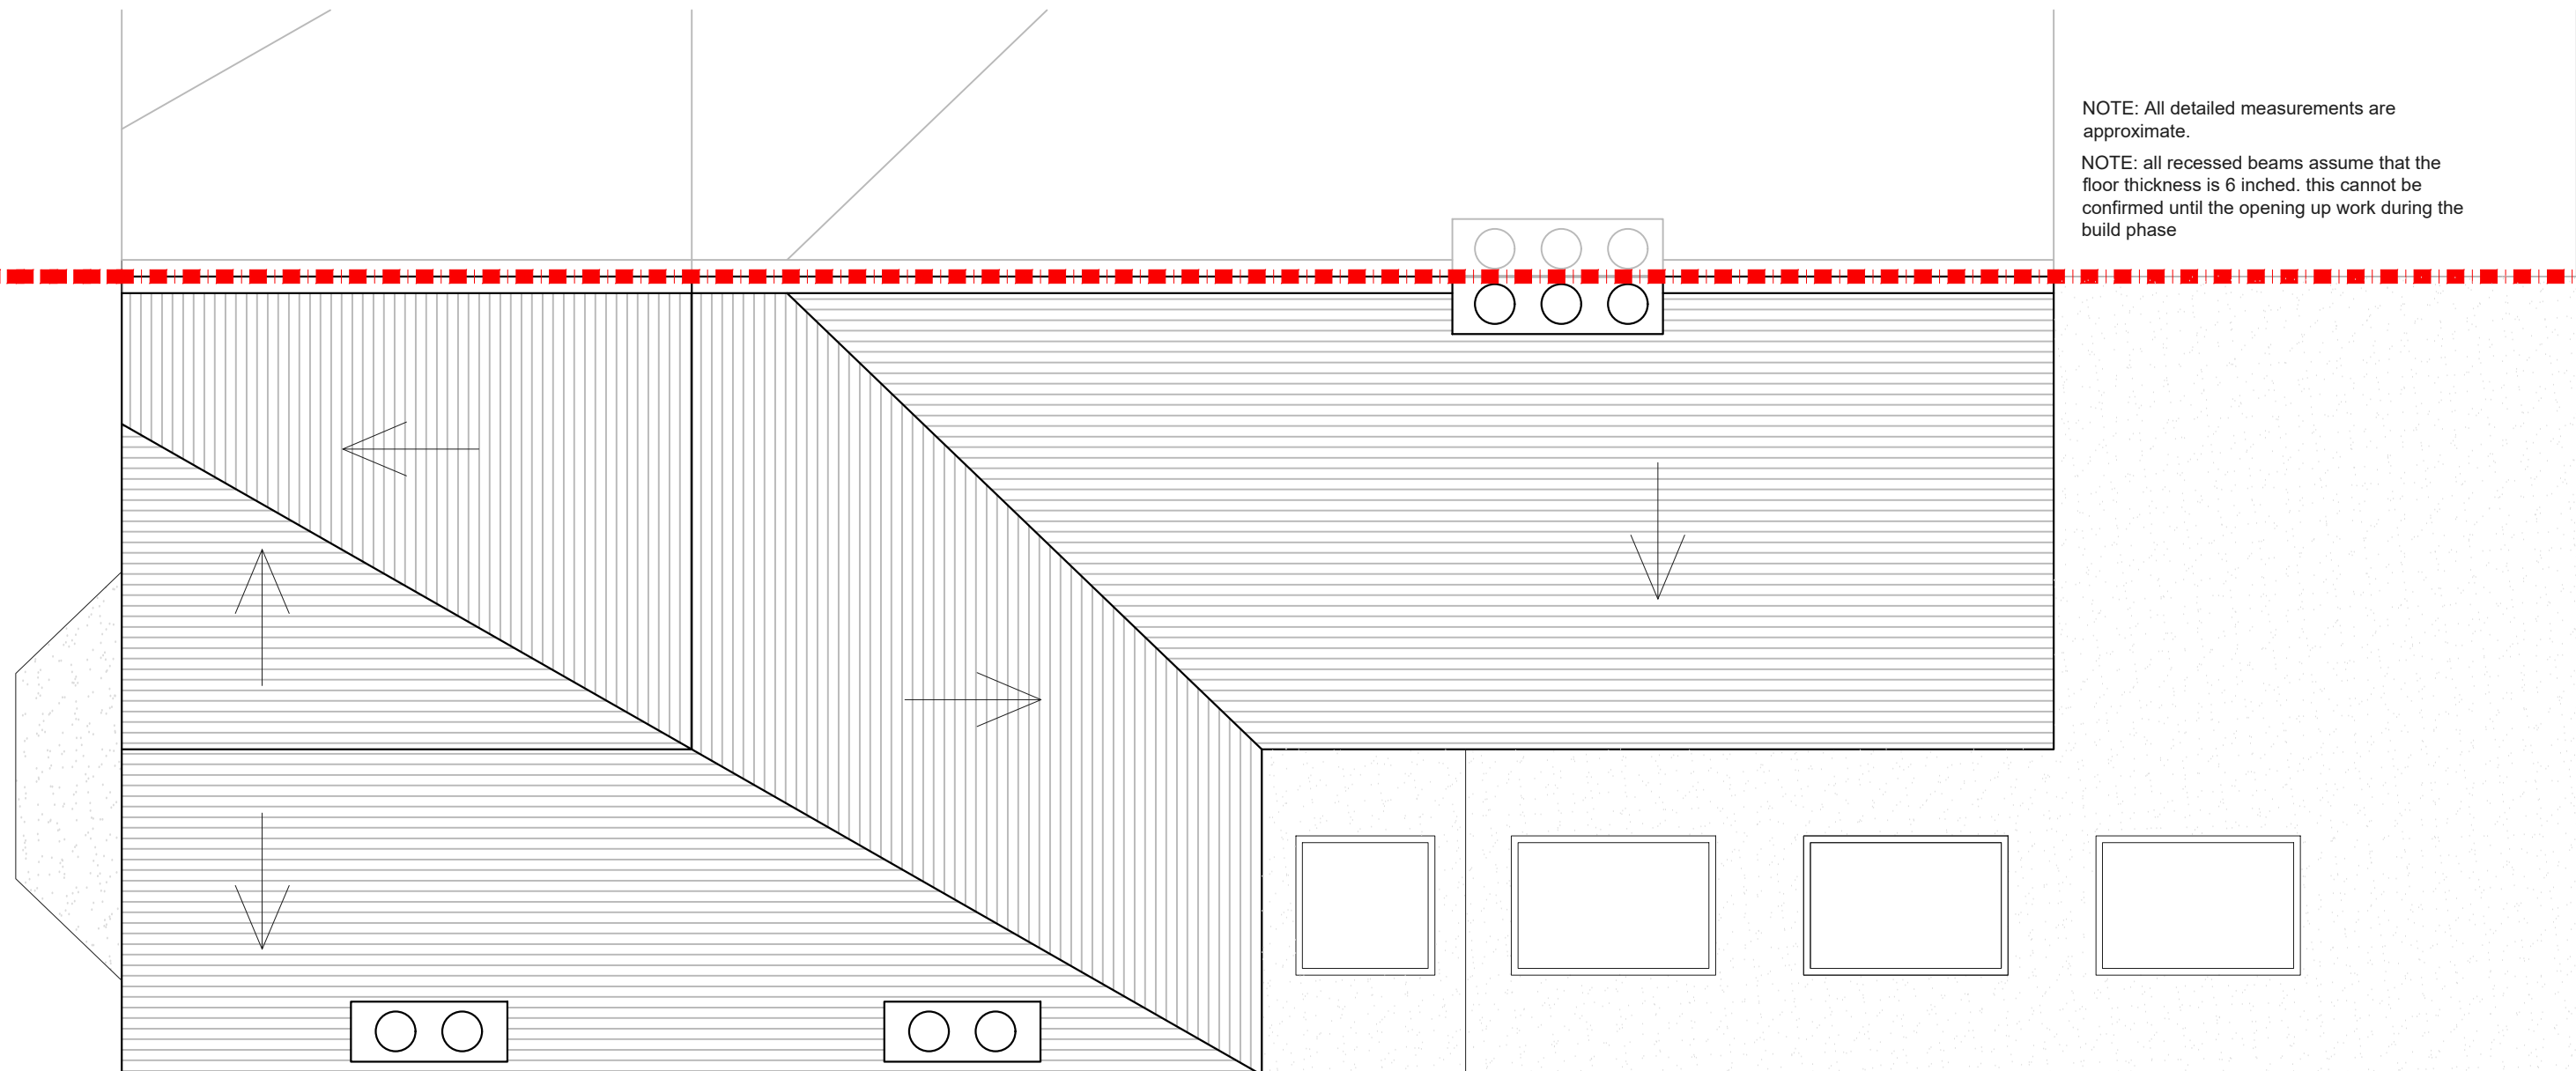 NOTE: All detailed measurements are
approximate.
NOTE: all recessed beams assume that the
floor thickness is 6 inched. this cannot be
confirmed until the opening up work during the
build phase